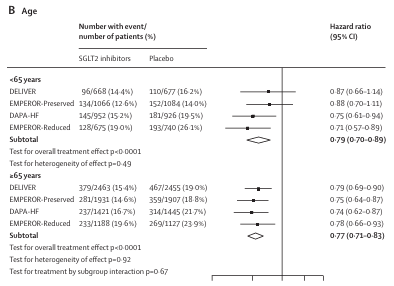 B Age
Number with event/ Hazard ratio
number of patients (%) (95% CI)
SGLT2 inhibitors Placebo
<65 years
DELIVER 96/668 (14·4%) 110/677 (16·2%) 0·87 (0·66–1·14)
EMPEROR-Preserved 134/1066 (12·6%) 152/1084 (14·0%) 0·88 (0·70–1·11)
DAPA-HF 145/952 (15·2%) 181/926 (19·5%) 0·75 (0·61–0·94)
EMPEROR-Reduced 128/675 (19·0%) 193/740 (26·1%) 0·71 (0·57–0·89)
Subtotal 0·79 (0·70–0·89)
Test for overall treatment effect p<0·0001
Test for heterogeneity of effect p=0·49
≥65 years
DELIVER 379/2463 (15·4%) 467/2455 (19·0%) 0·79 (0·69–0·90)
EMPEROR-Preserved 281/1931 (14·6%) 359/1907 (18·8%) 0·75 (0·64–0·87)
DAPA-HF 237/1421 (16·7%) 314/1445 (21·7%) 0·74 (0·62–0·87)
EMPEROR-Reduced 233/1188 (19·6%) 269/1127 (23·9%) 0·78 (0·66–0·93)
Subtotal 0·77 (0·71–0·83)
Test for overall treatment effect p<0·0001
Test for heterogeneity of effect p=0·92
Test for treatment by subgroup interaction p=0·67